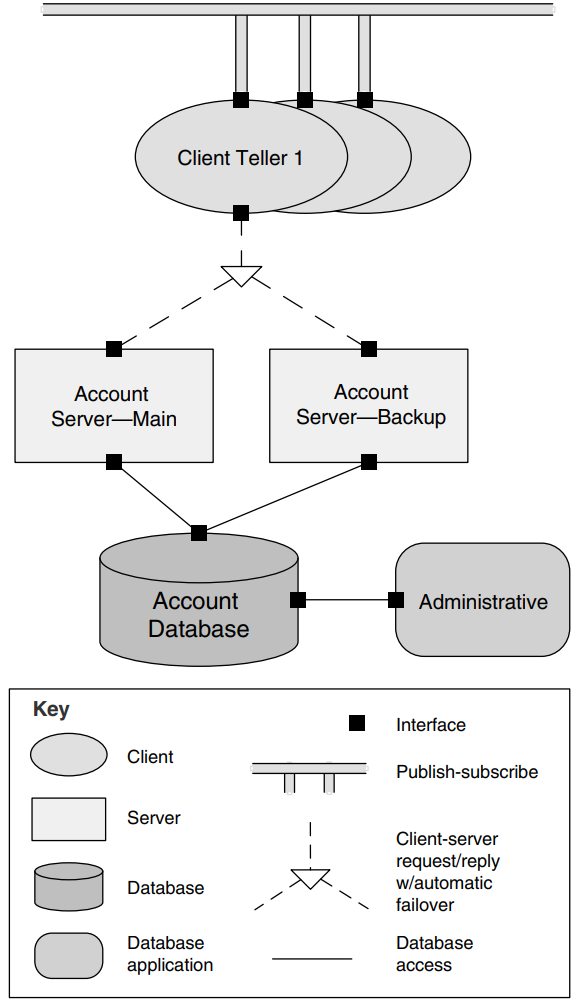 Client Teller 1
Account
Server—Main
Account
Server—Backup
Account
Database
Administrative
Key
Client
Server
Database
Database
application
Interface
Publish-subscribe
Client-server
request/reply
w/automatic
failover
Database
access